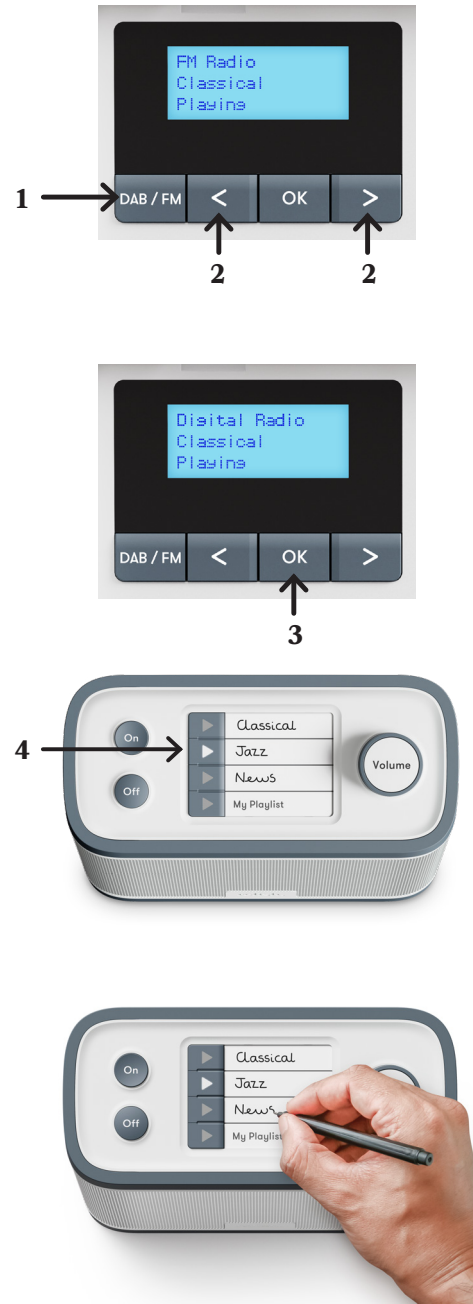 FM Radio
Classical
Playing
1
DAB / FM < OK >
2 2
Digital Radio
Classical
Playing
DAB / FM < OK >
3
On
Off
4
Classical
Jazz
News
My Playlist
Volume
On
Off
Classical
Jazz
News
My Playlist